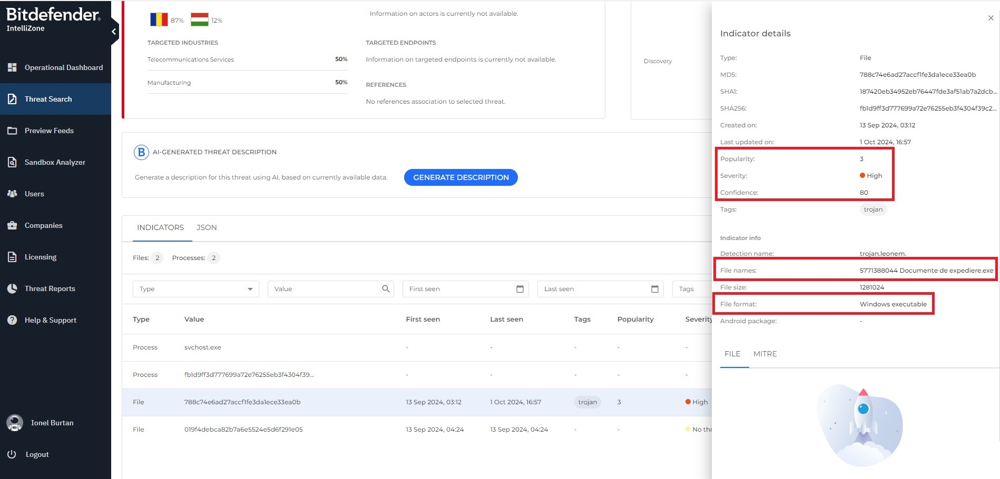 Bitdefender
IntelliZone
Operational Dashboard
Threat Search
Preview Feeds
Sandbox Analyzer
Users
Companies
Licensing
Threat Reports
Help & Support
Ionel Burtan
Logout
87% 12%
Information on actors is currently not available.
TARGETED INDUSTRIES
Telecommunications Services 50%
Manufacturing 50%
TARGETED ENDPOINTS
Information on targeted endpoints is currently not available.
REFERENCES
No references association to selected threat.
Discovery
AI-GENERATED THREAT DESCRIPTION
Generate a description for this threat using AI, based on currently available data.
GENERATE DESCRIPTION
INDICATORS JSON
Files: 2 Processes: 2
Type Value First seen Last seen Tags
Type Value First seen Last seen Tags Popularity Severity
Process svchost.exe - - - - -
Process fb1d9ff3d777699a72e76255eb3f4304f39... - - - - -
File 788c74e6ad27accf1fe3da1ece33ea0b 13 Sep 2024, 03:12 1 Oct 2024, 16:57 trojan 3 High
File 019f4debca82b7a6e5524e5d6f291e05 13 Sep 2024, 04:24 13 Sep 2024, 04:24 - - No thr
Indicator details
Type: File
MD5: 788c74e6ad27accf1fe3da1ece33ea0b
SHA1: 187420eb34952eb76447fde3af51ab7a2dcb...
SHA256: fb1d9ff3d777699a72e76255eb3f4304f39c2...
Created on: 13 Sep 2024, 03:12
Last updated on: 1 Oct 2024, 16:57
Popularity: 3
Severity: High
Confidence: 80
Tags: trojan
Indicator info
Detection name: trojan.leonem.
File names: 5771388044 Documente de expediere.exe
File size: 1281024
File format: Windows executable
Android package: -
FILE MITRE